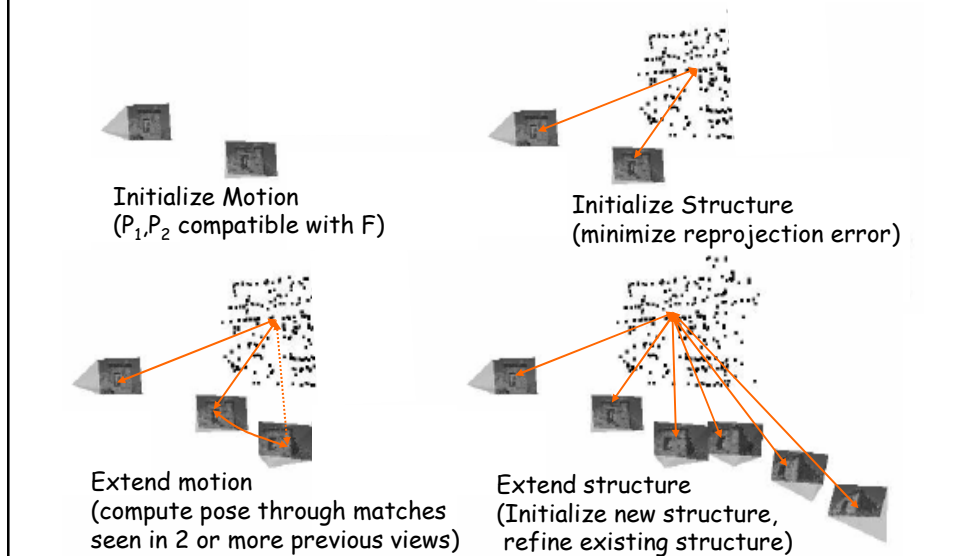 Initialize Motion
(P₁,P₂ compatible with F)
Initialize Structure
(minimize reprojection error)
Extend motion
(compute pose through matches
seen in 2 or more previous views)
Extend structure
(Initialize new structure,
refine existing structure)